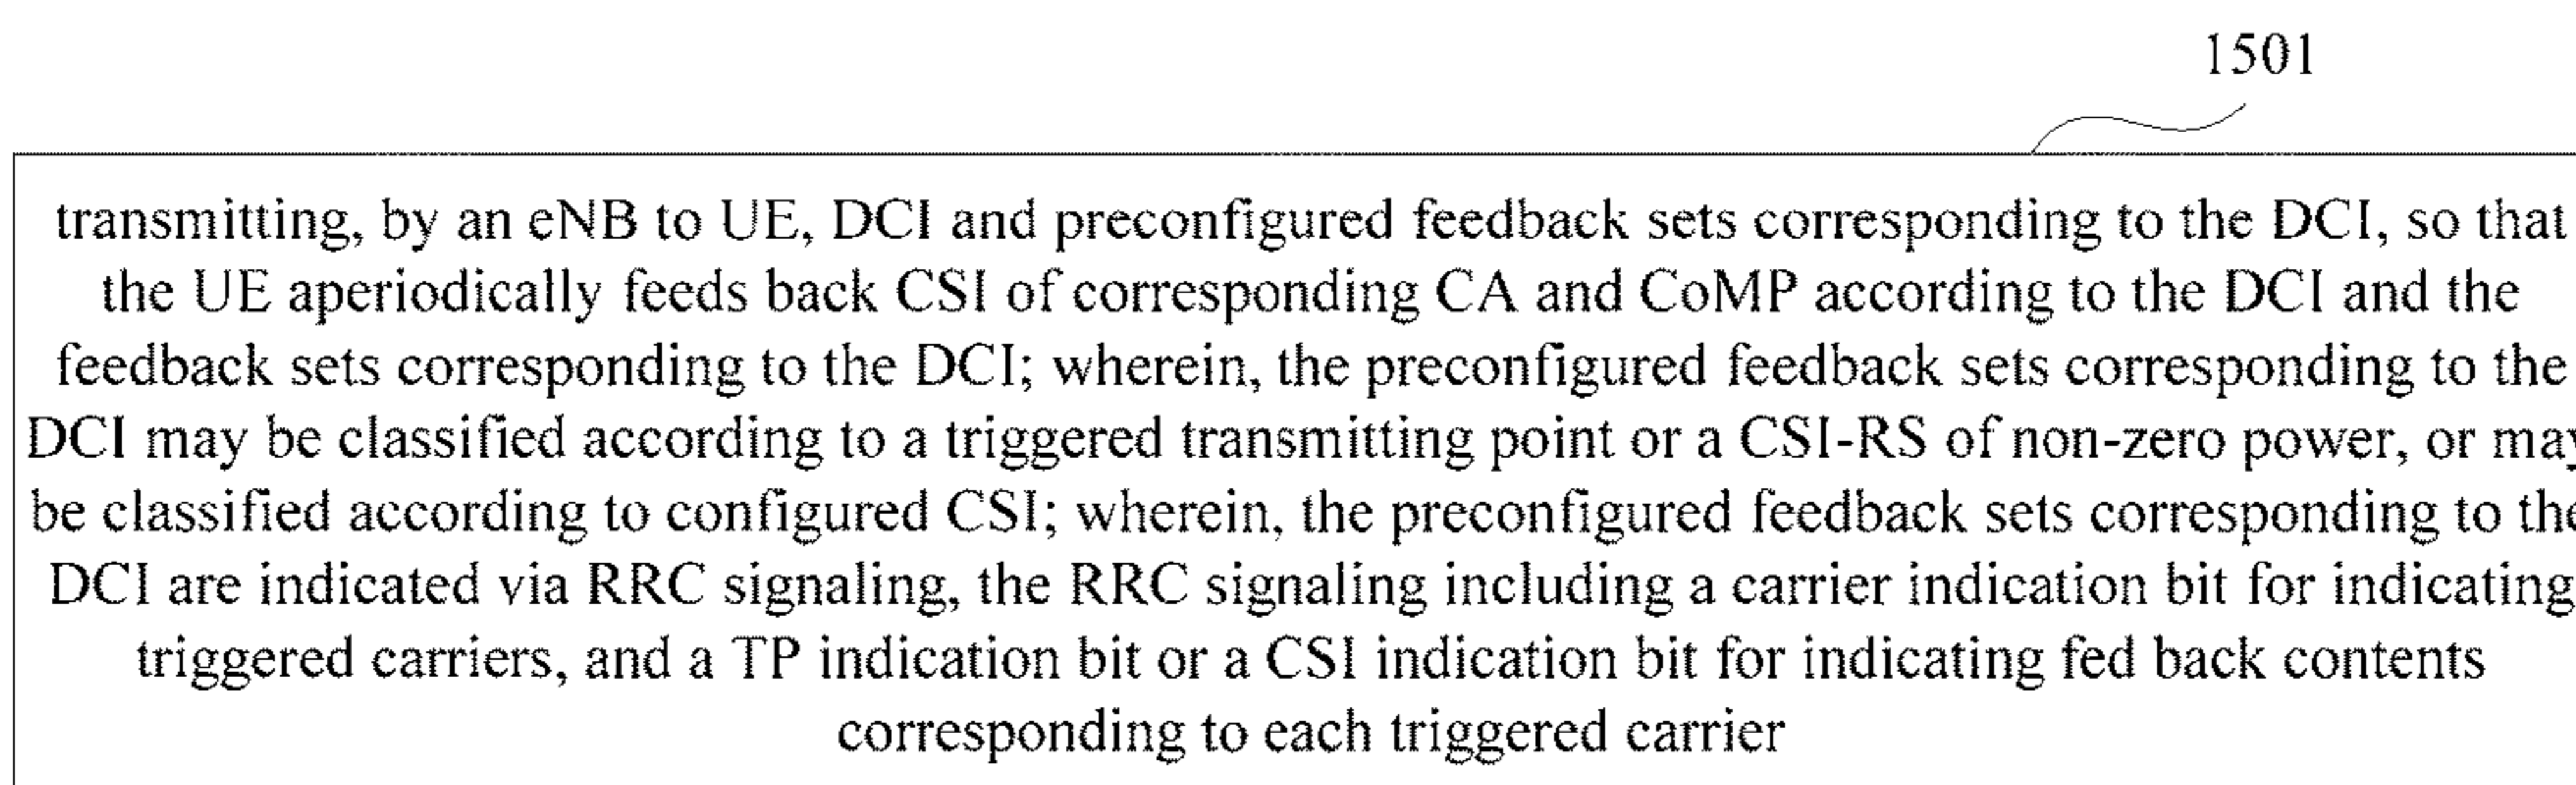 1501
transmitting, by an eNB to UE, DCI and preconfigured feedback sets corresponding to the DCI, so that
the UE aperiodically feeds back CSI of corresponding CA and CoMP according to the DCI and the
feedback sets corresponding to the DCI; wherein, the preconfigured feedback sets corresponding to the
DCI may be classified according to a triggered transmitting point or a CSI-RS of non-zero power, or may
be classified according to configured CSI; wherein, the preconfigured feedback sets corresponding to the
DCI are indicated via RRC signaling, the RRC signaling including a carrier indication bit for indicating
triggered carriers, and a TP indication bit or a CSI indication bit for indicating fed back contents
corresponding to each triggered carrier